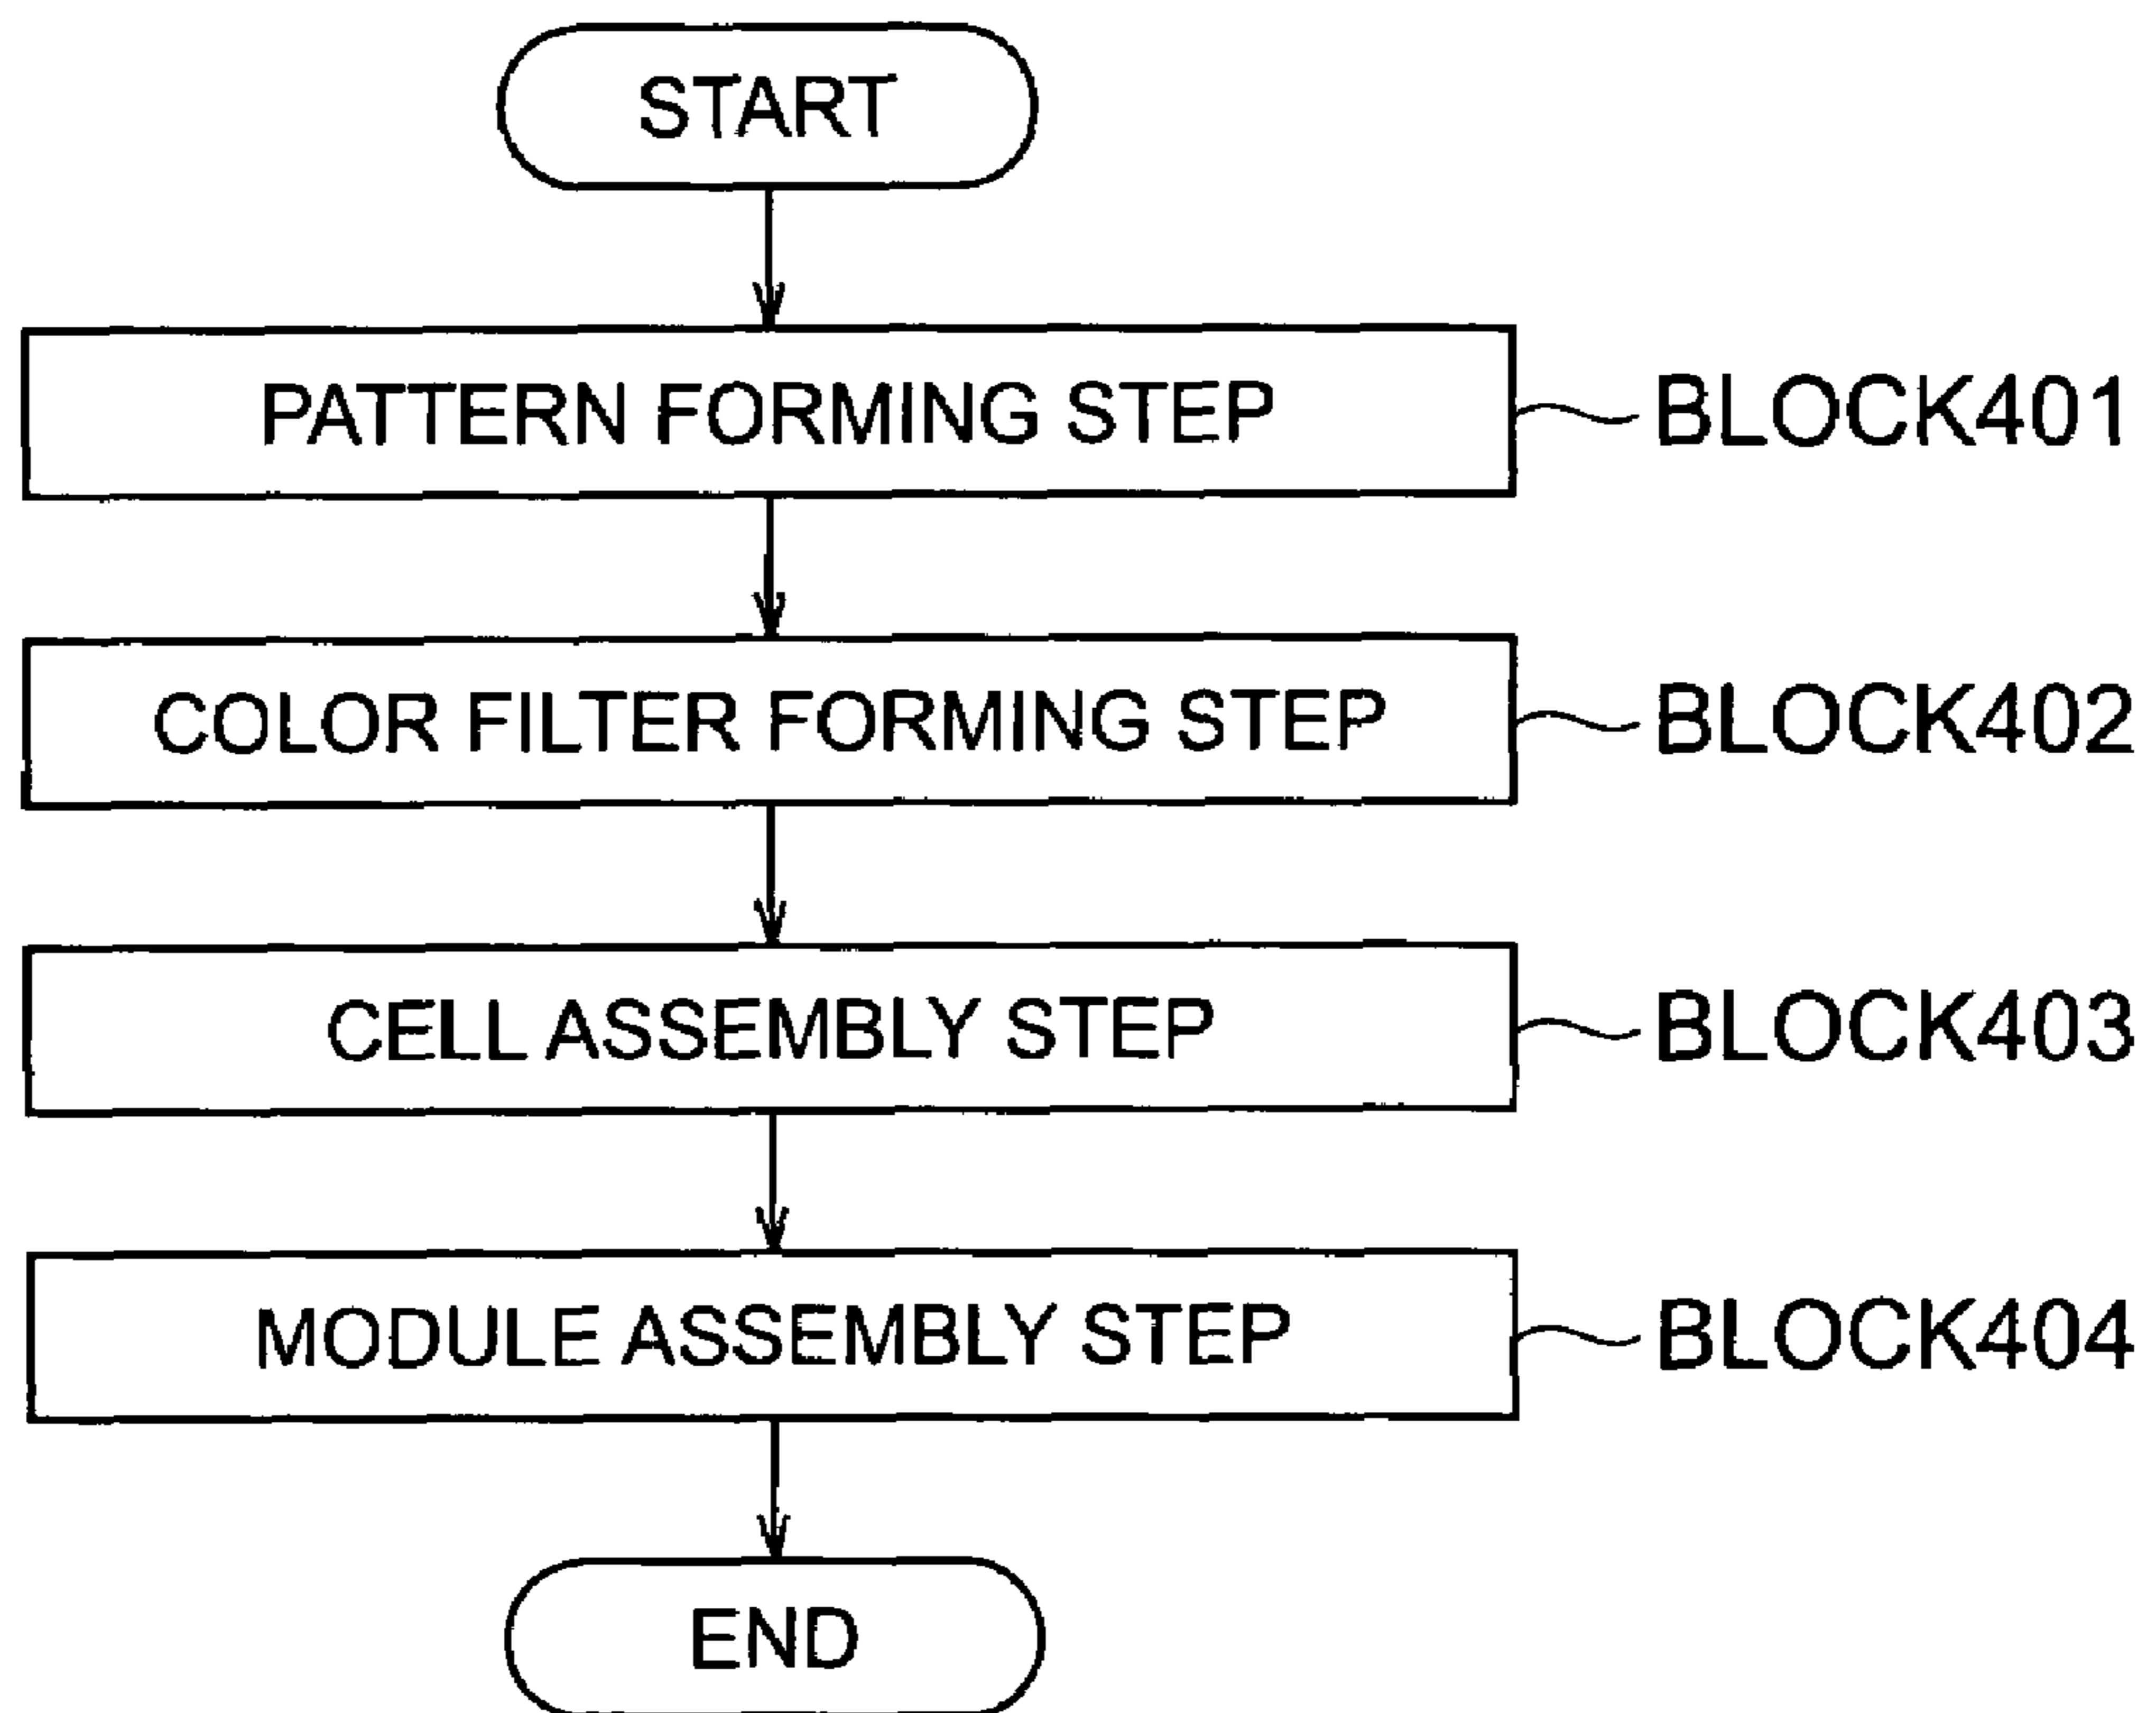 START
PATTERN FORMING STEP
BLOCK401
COLOR FILTER FORMING STEP
BLOCK402
CELL ASSEMBLY STEP
BLOCK403
MODULE ASSEMBLY STEP
BLOCK404
END